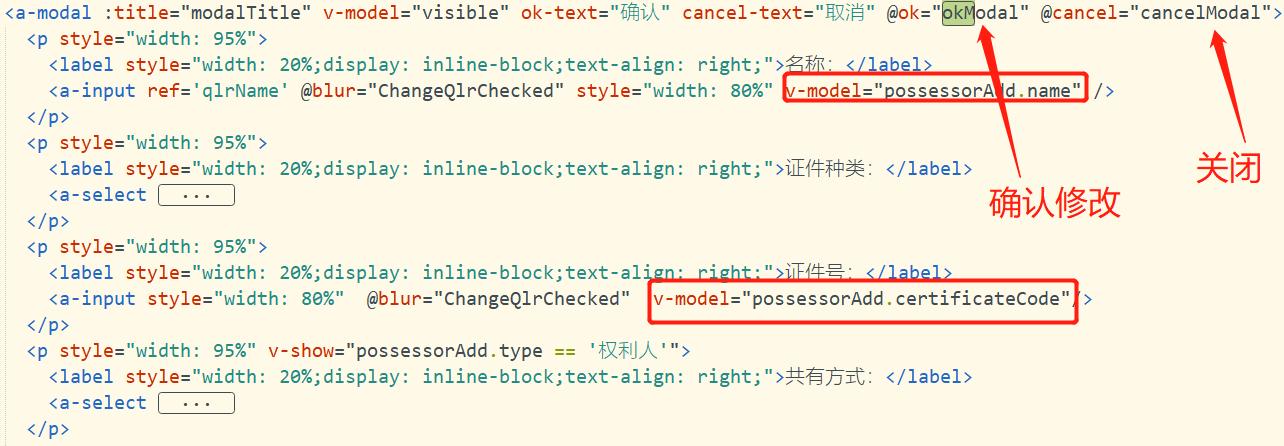 <a-modal :title="modalTitle" v-model="visible" ok-text="确认" cancel-text="取消" @ok="okModal" @cancel="cancelModal">
<p style="width: 95%">
<label style="width: 20%;display: inline-block;text-align: right;">名称：</label>
<a-input ref='qlrName' @blur="ChangeQlrChecked" style="width: 80%" v-model="possessorAdd.name" />
</p>
<p style="width: 95%">
<label style="width: 20%;display: inline-block;text-align: right;">证件种类：</label>
关闭
<a-select ...
确认修改
</p>
<p style="width: 95%">
<label style="width: 20%;display: inline-block;text-align: right;">证件号：</label>
<a-input style="width: 80%"  @blur="ChangeQlrChecked"  v-model="possessorAdd.certificateCode"/>
</p>
<p style="width: 95%" v-show="possessorAdd.type == '权利人'">
<label style="width: 20%;display: inline-block;text-align: right;">共有方式：</label>
<a-select ...
</p>